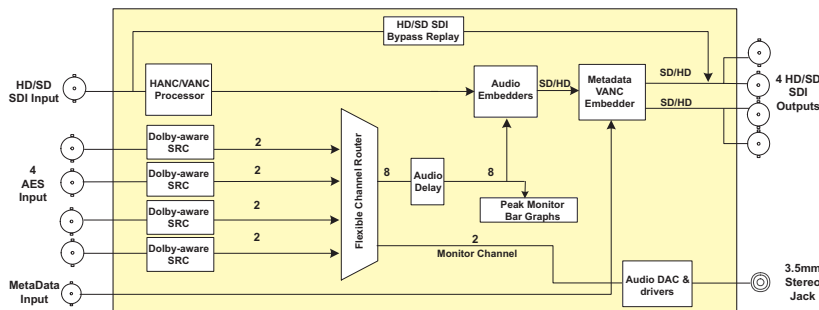 HD/SD SDI
Bypass Replay
HD/SD
SDI Input
HANC/VANC
Processor
Audio
Embedders
SD/HD
Metadata
VANC
Embedder
SD/HD
SD/HD
4 HD/SD
SDI
Outputs
4
AES
Input
Dolby-aware
SRC
2
Dolby-aware
SRC
2
Dolby-aware
SRC
2
Dolby-aware
SRC
2
Flexible Channel Router
8
Audio
Delay
8
Peak Monitor
Bar Graphs
2
Monitor Channel
MetaData
Input
Audio DAC &
drivers
3.5mm
Stereo
Jack